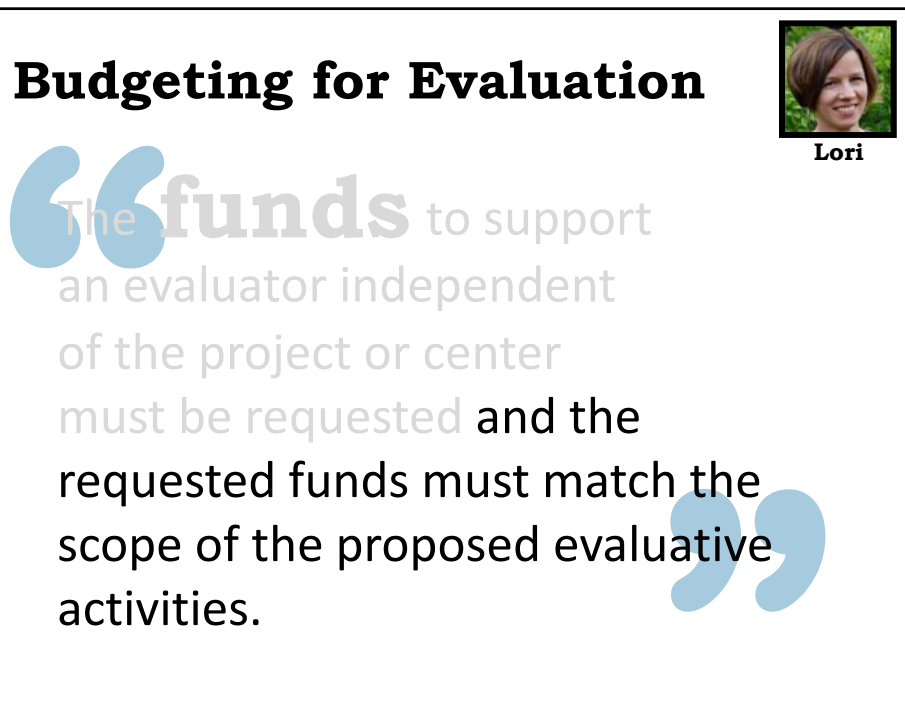 Budgeting for Evaluation
Lori
“The funds to support
an evaluator independent
of the project or center
must be requested and the
requested funds must match the
scope of the proposed evaluative
activities.”